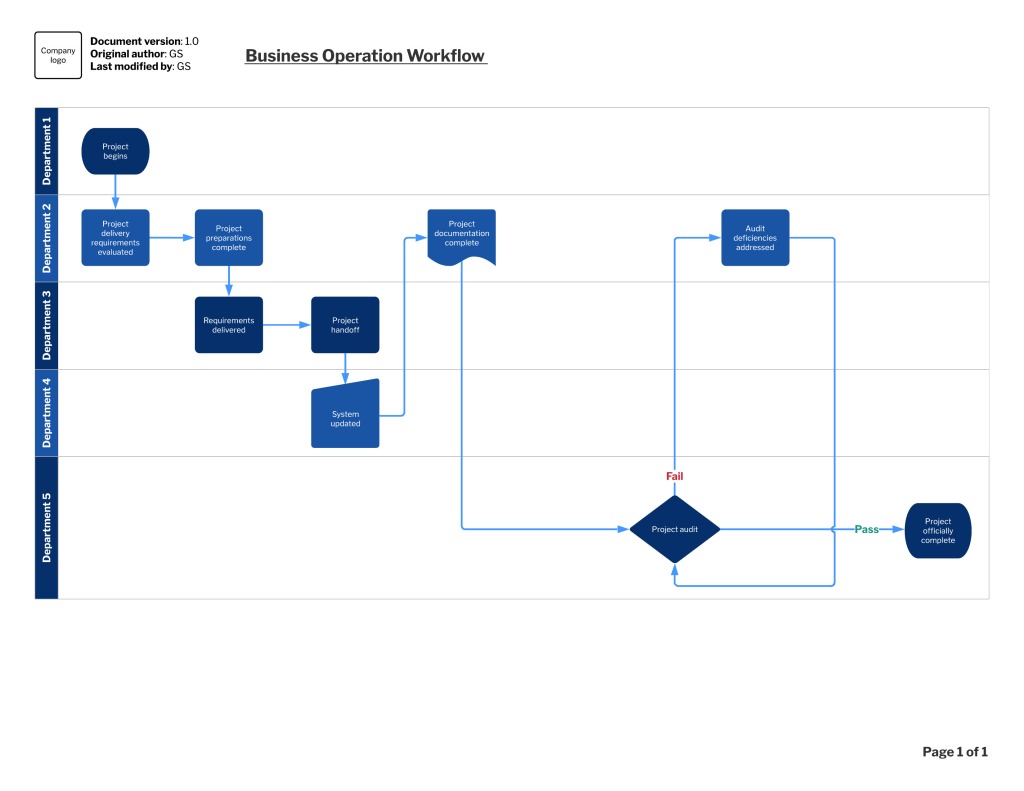 Company
logo
Document version: 1.0
Original author: GS
Last modified by: GS
Business Operation Workflow
Department 1
Project
begins
Department 2
Project
delivery
requirements
evaluated
Project
preparations
complete
Project
documentation
complete
Audit
deficiencies
addressed
Department 3
Requirements
delivered
Project
handoff
Department 4
System
updated
Department 5
Fail
Project audit
Pass
Project
officially
complete
Page 1 of 1